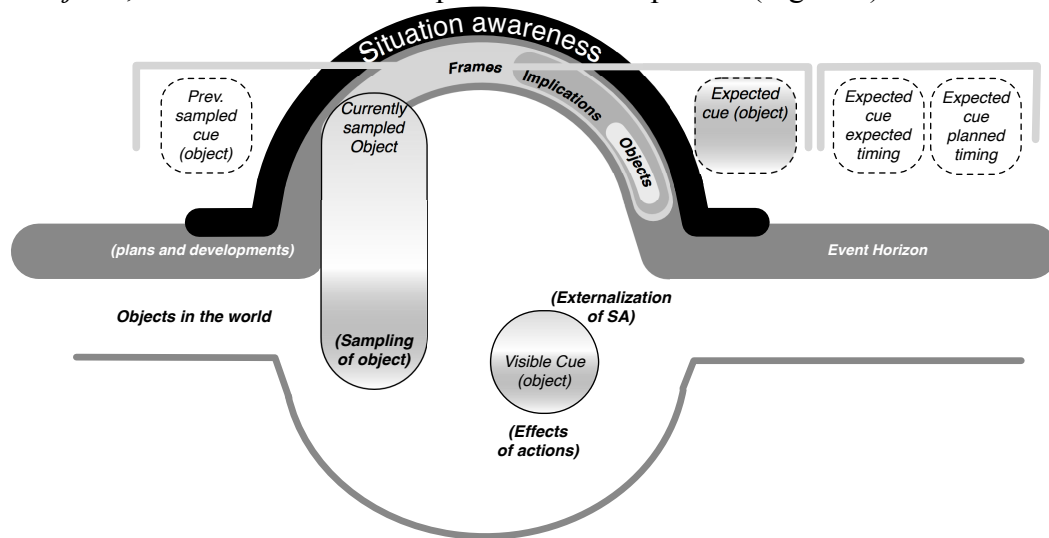 Situation awareness
Frames
Implications
Objects
Prev.
sampled
cue
(object)
Currently
sampled
Object
Expected
cue (object)
Expected
cue
expected
timing
Expected
cue
planned
timing
(plans and developments)
Event Horizon
Objects in the world
(Externalization
of SA)
(Sampling
of object)
Visible Cue
(object)
(Effects
of actions)